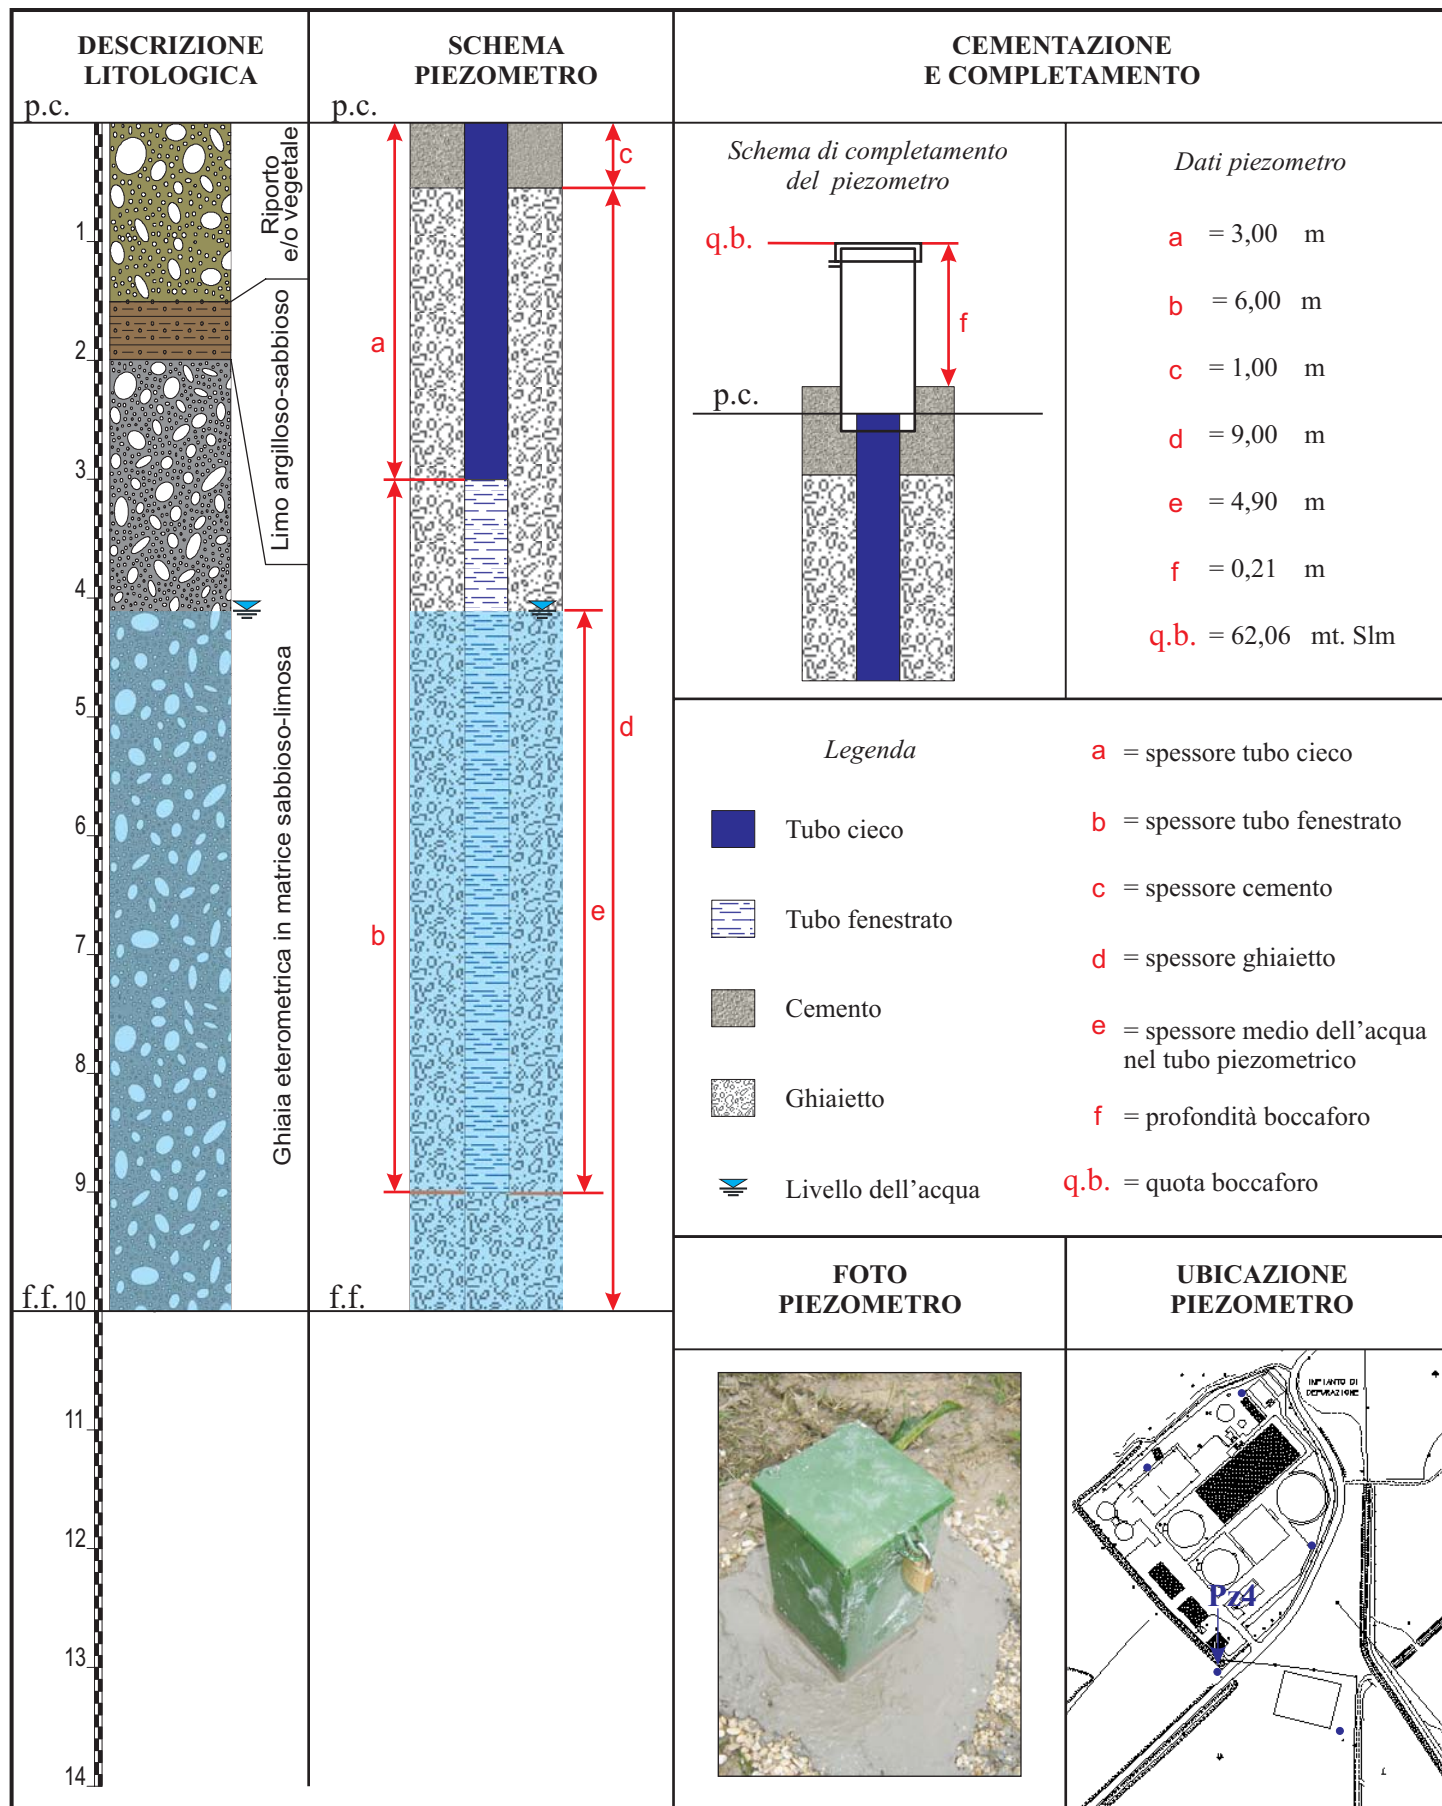 DESCRIZIONE
LITOLOGICA
SCHEMA
PIEZOMETRO
CEMENTAZIONE
E COMPLETAMENTO
p.c.
p.c.
Riporto
e/o vegetale
Limo argilloso-sabbioso
Ghiaia eterometrica in matrice sabbioso-limosa
1
2
3
4
5
6
7
8
9
f.f. 10
11
12
13
14
a
b
c
d
e
f.f.
Schema di completamento
del piezometro
q.b.
f
p.c.
Dati piezometro
a = 3,00 m
b = 6,00 m
c = 1,00 m
d = 9,00 m
e = 4,90 m
f = 0,21 m
q.b. = 62,06 mt. Slm
Legenda
Tubo cieco
Tubo fenestrato
Cemento
Ghiaietto
Livello dell'acqua
a = spessore tubo cieco
b = spessore tubo fenestrato
c = spessore cemento
d = spessore ghiaietto
e = spessore medio dell'acqua
nel tubo piezometrico
f = profondità boccaforo
q.b. = quota boccaforo
FOTO
PIEZOMETRO
UBICAZIONE
PIEZOMETRO
IMPIANTO DI
DEPURAZIONE
Pz4